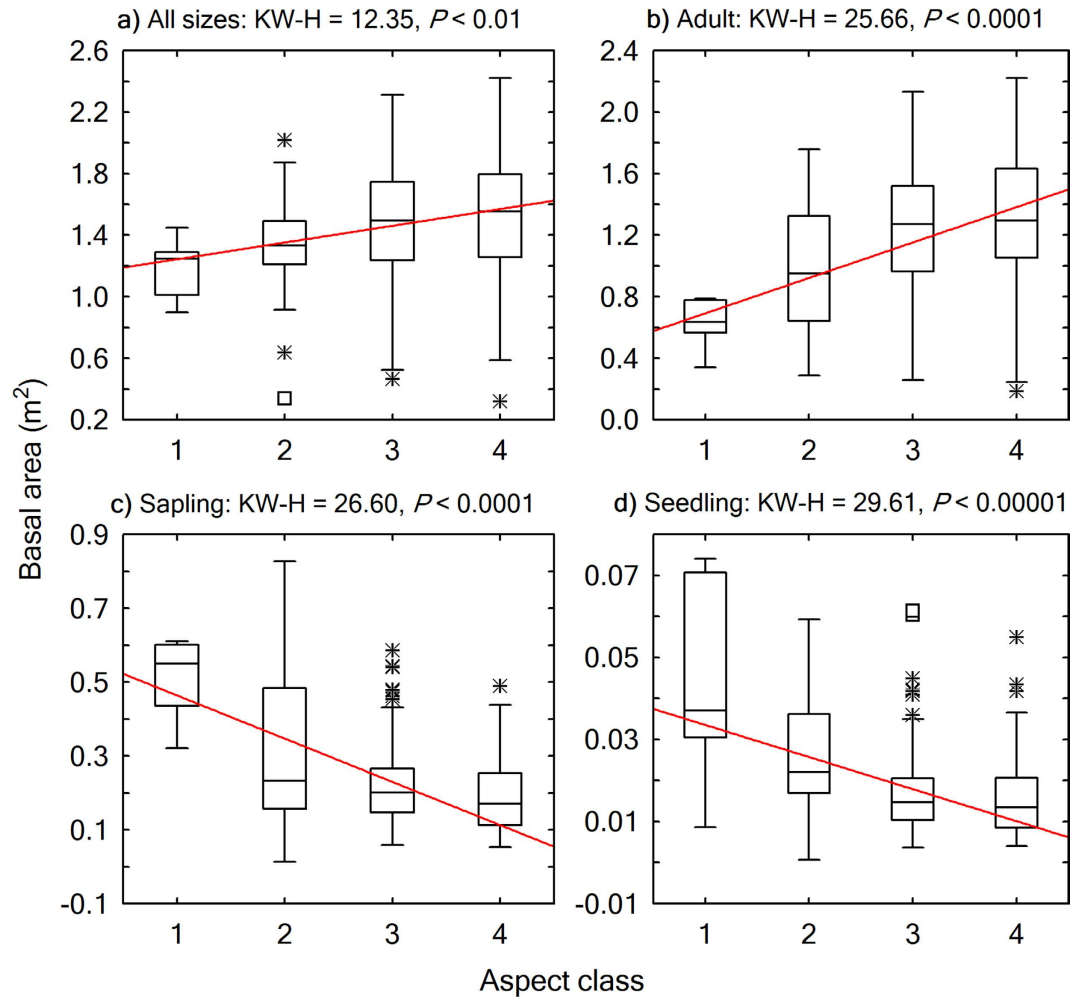 a) All sizes: KW-H = 12.35, P < 0.01
2.6
2.2
1.8
1.4
1.0
0.6
0.2
1 2 3 4
b) Adult: KW-H = 25.66, P < 0.0001
2.4
2.0
1.6
1.2
0.8
0.4
0.0
1 2 3 4
Basal area (m²)
c) Sapling: KW-H = 26.60, P < 0.0001
0.9
0.7
0.5
0.3
0.1
-0.1
1 2 3 4
d) Seedling: KW-H = 29.61, P < 0.00001
0.07
0.05
0.03
0.01
-0.01
1 2 3 4
Aspect class